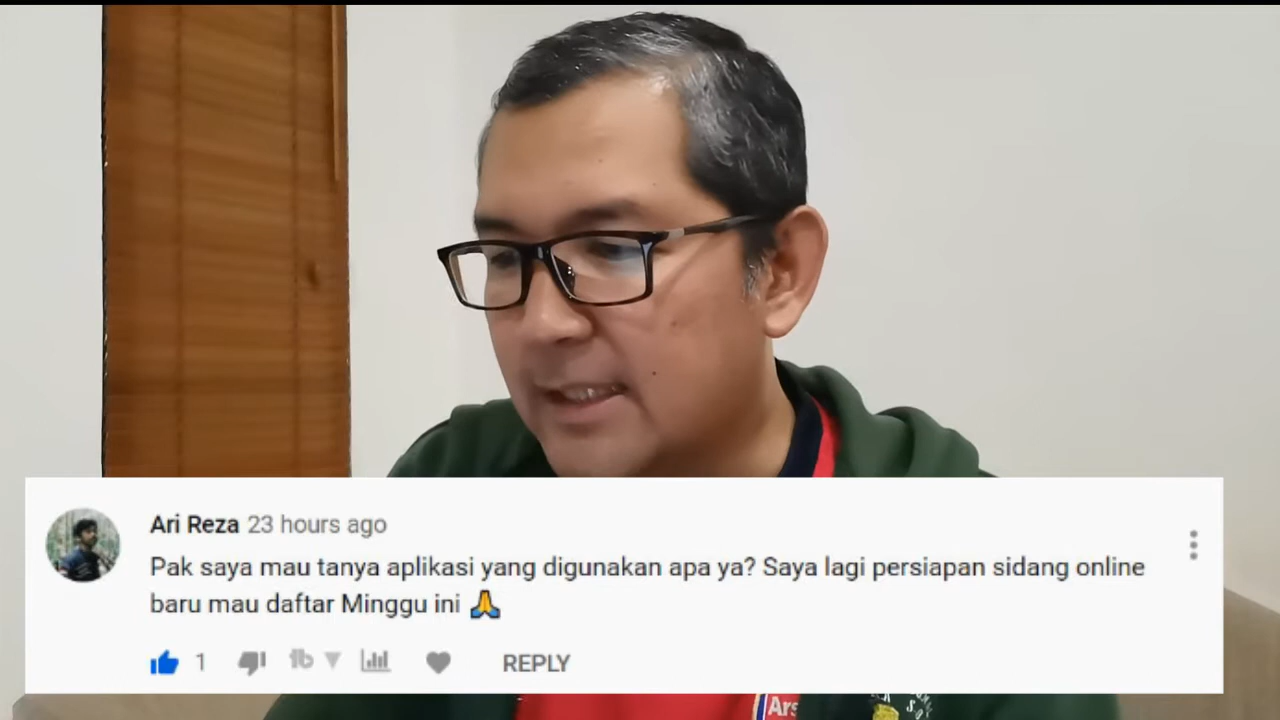 Ari Reza 23 hours ago
Pak saya mau tanya aplikasi yang digunakan apa ya? Saya lagi persiapan sidang online
baru mau daftar Minggu ini 🙏
1
REPLY
Ars